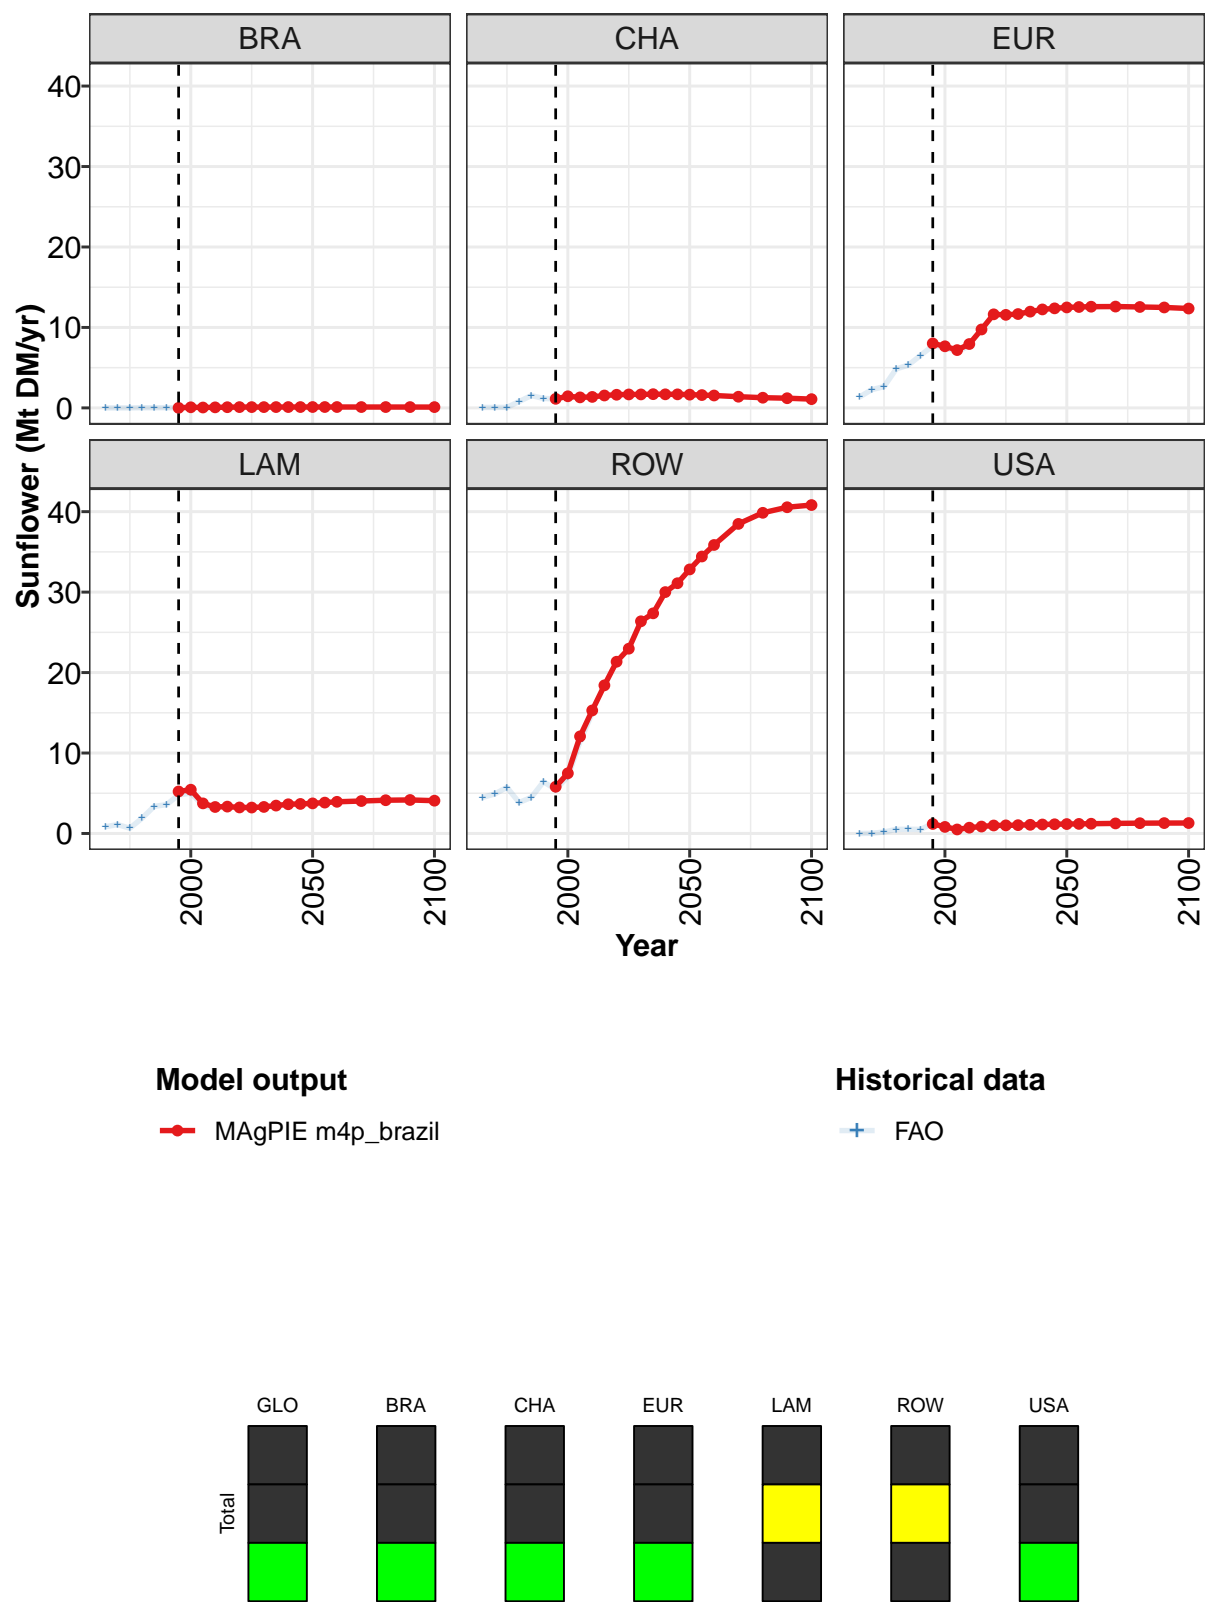 BRA CHA EUR
40
30
20
10
0
LAM ROW USA
40
30
20
10
0
Sunflower (Mt DM/yr)
2000 2050 2100 2000 2050 2100 2000 2050 2100
Year
Model output Historical data
MAgPIE m4p_brazil FAO
GLO BRA CHA EUR LAM ROW USA
Total